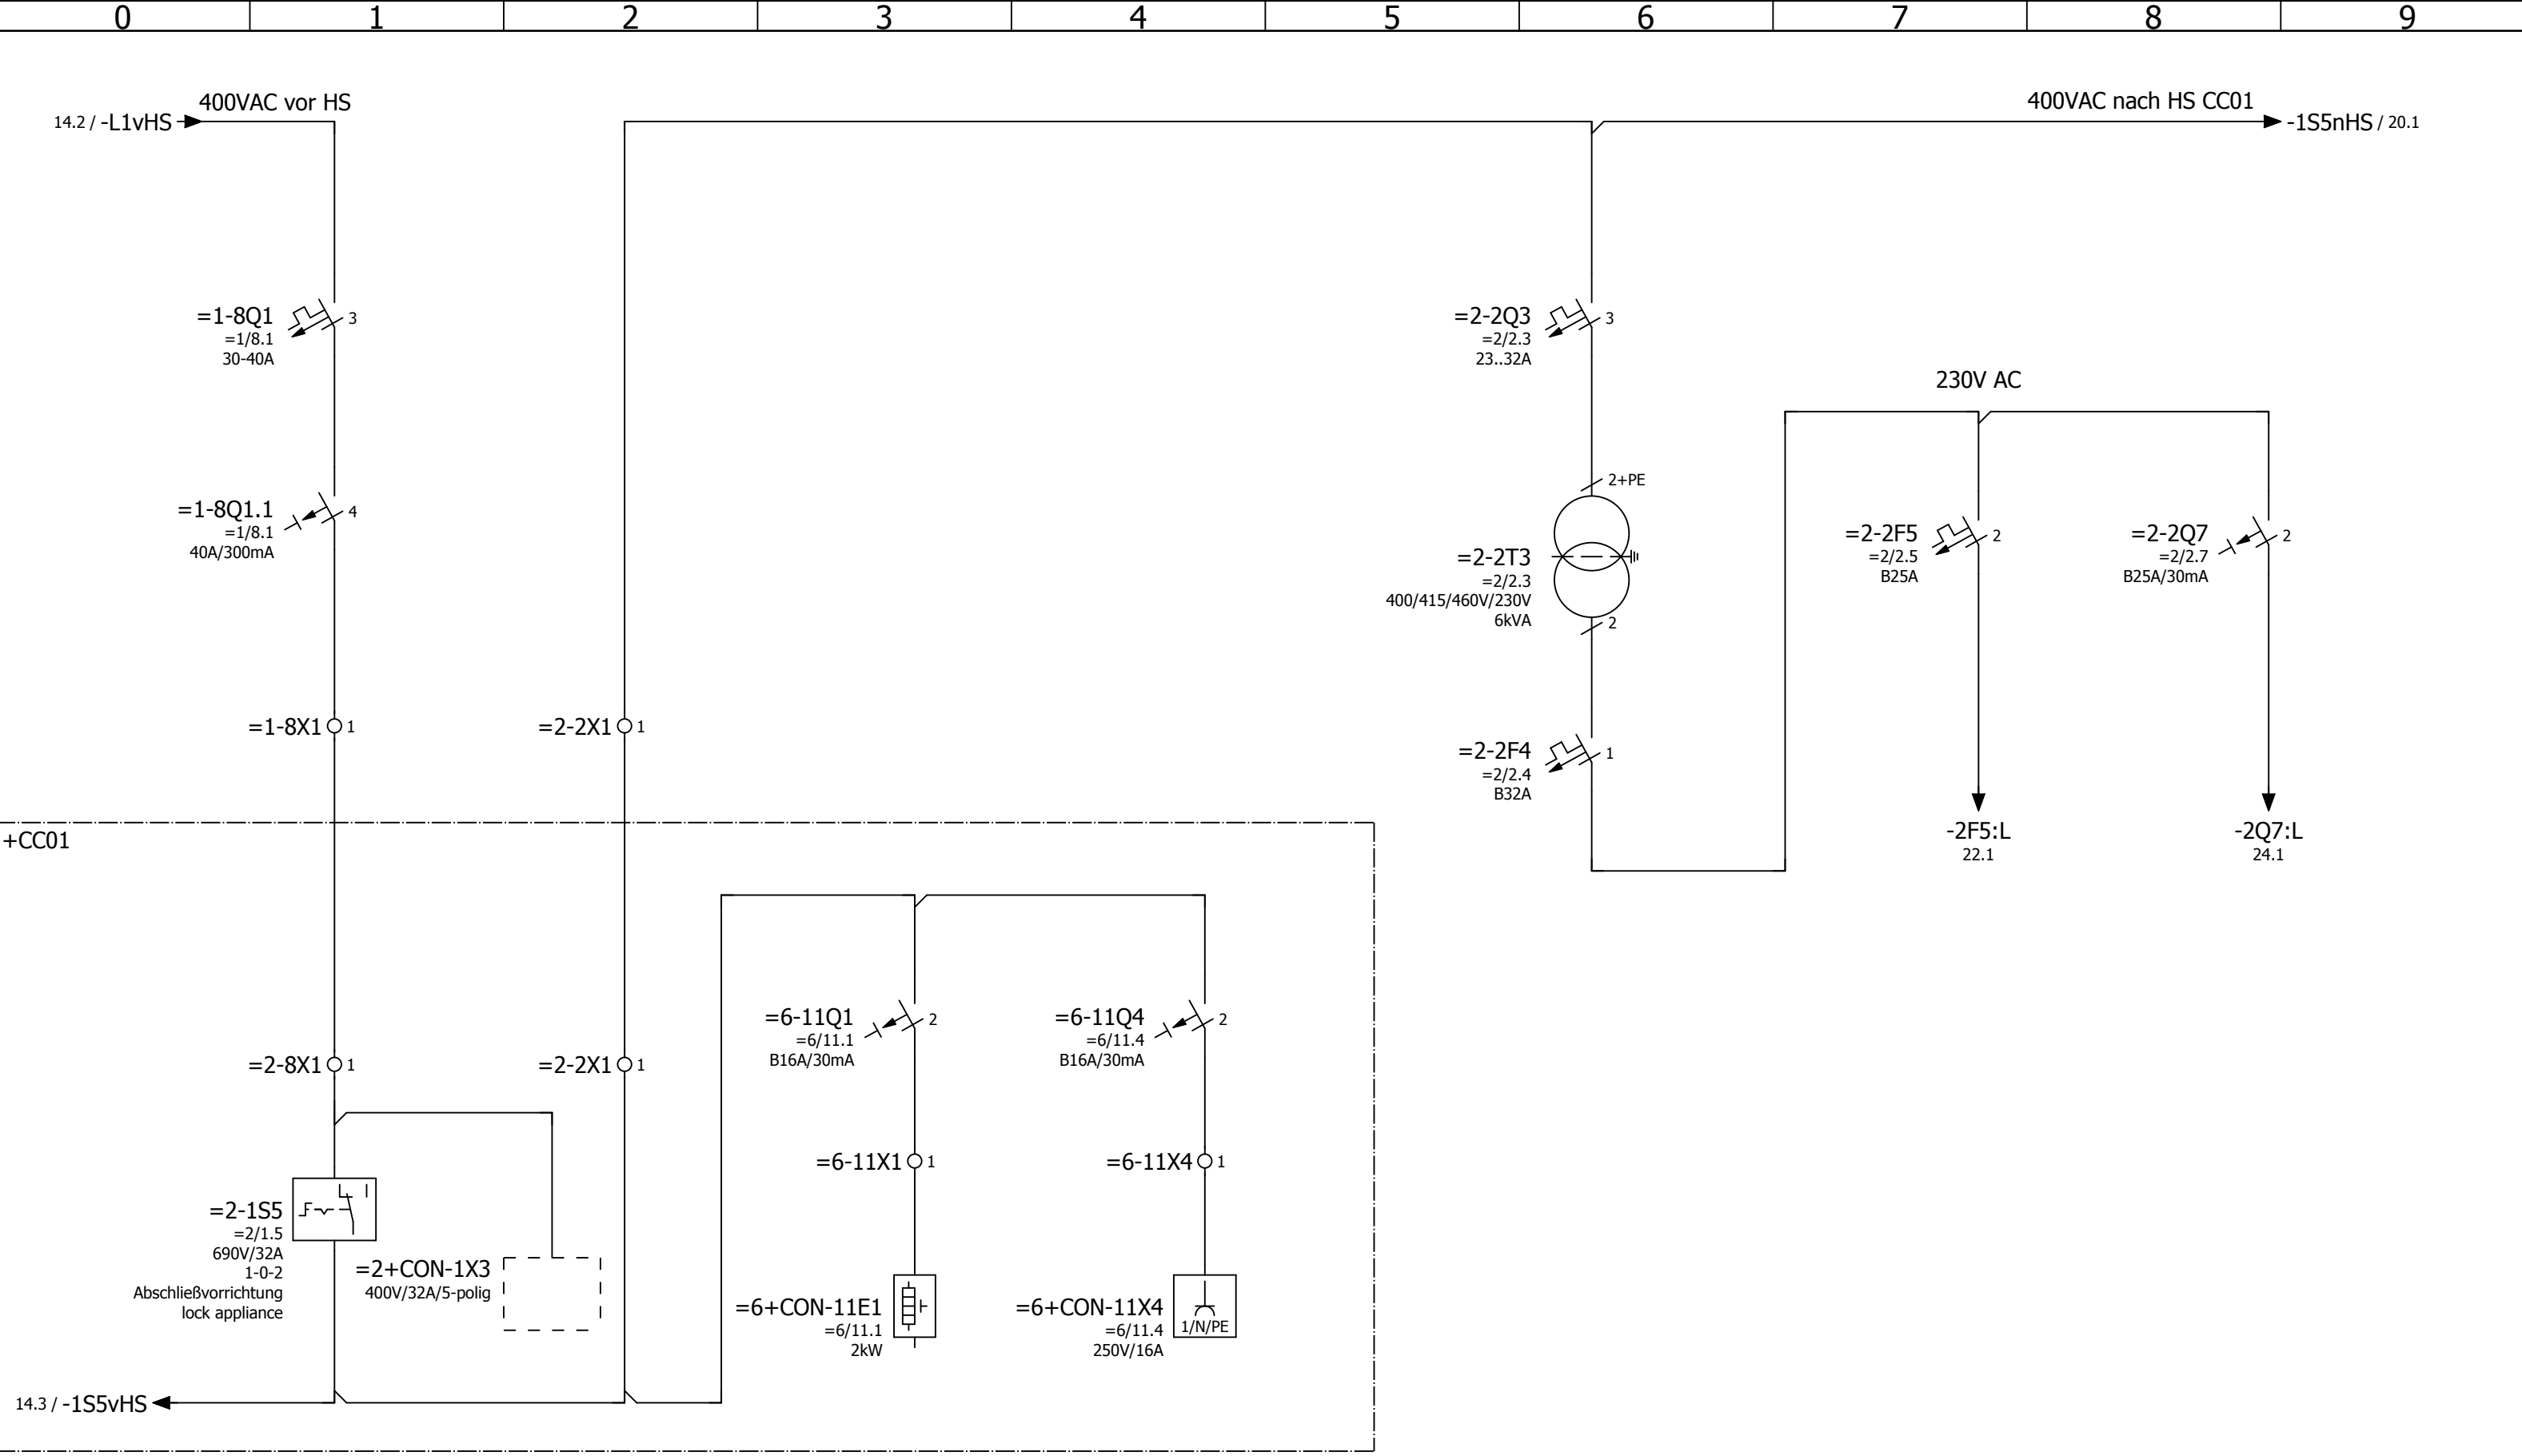 0 1 2 3 4 5 6 7 8 9
400VAC vor HS
14.2 / -L1vHS
400VAC nach HS CC01
-1S5nHS / 20.1
=1-8Q1
=1/8.1
30-40A
3
=2-2Q3
=2/2.3
23..32A
3
230V AC
=1-8Q1.1
=1/8.1
40A/300mA
4
2+PE
=2-2T3
=2/2.3
400/415/460V/230V
6kVA
2
=2-2F5
=2/2.5
B25A
2
=2-2Q7
=2/2.7
B25A/30mA
2
=1-8X1 1
=2-2X1 1
=2-2F4
=2/2.4
B32A
1
-2F5:L
22.1
-2Q7:L
24.1
+CC01
=6-11Q1
=6/11.1
B16A/30mA
2
=6-11Q4
=6/11.4
B16A/30mA
2
=2-8X1 1
=2-2X1 1
=6-11X1 1
=6-11X4 1
=2-1S5
=2/1.5
690V/32A
1-0-2
Abschließvorrichtung
lock appliance
=2+CON-1X3
400V/32A/5-polig
=6+CON-11E1
=6/11.1
2kW
=6+CON-11X4
=6/11.4
250V/16A
1/N/PE
14.3 / -1S5vHS